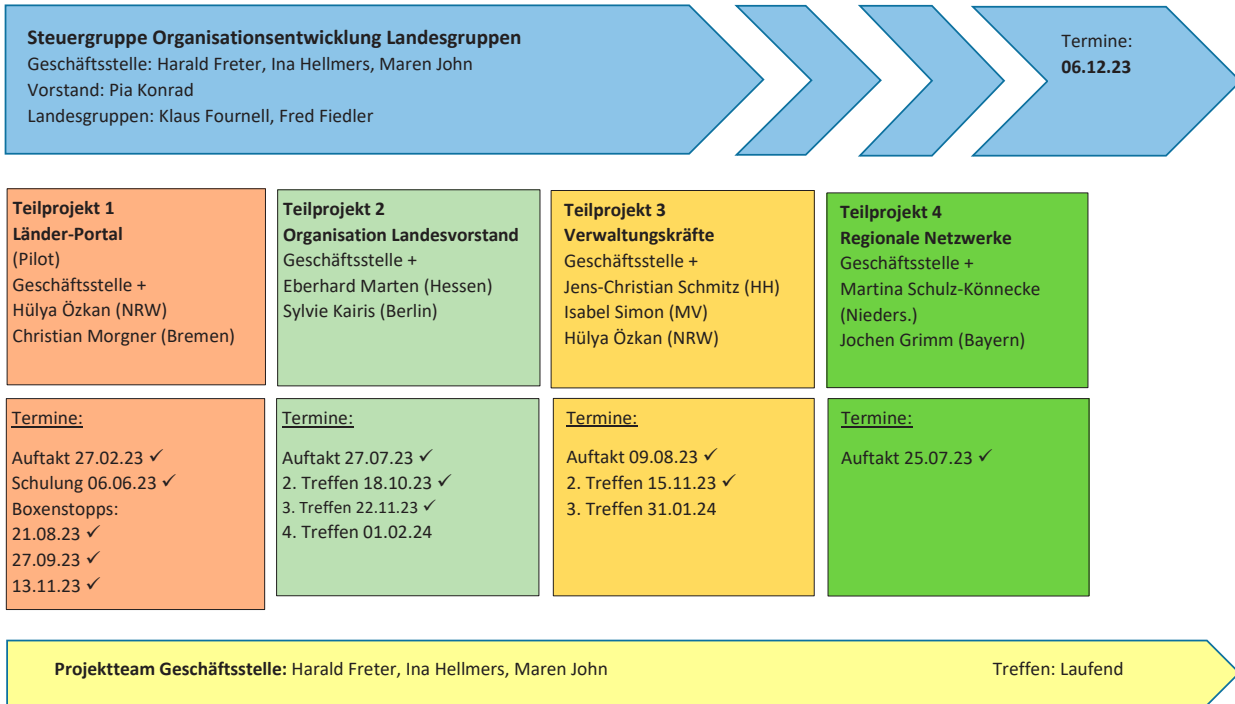 Steuergruppe Organisationsentwicklung Landesgruppen
Geschäftsstelle: Harald Freter, Ina Hellmers, Maren John
Vorstand: Pia Konrad
Landesgruppen: Klaus Fournell, Fred Fiedler
Termine:
06.12.23
Teilprojekt 1
Länder-Portal
(Pilot)
Geschäftsstelle +
Hülya Özkan (NRW)
Christian Morgner (Bremen)
Teilprojekt 2
Organisation Landesvorstand
Geschäftsstelle +
Eberhard Marten (Hessen)
Sylvie Kairis (Berlin)
Teilprojekt 3
Verwaltungskräfte
Geschäftsstelle +
Jens-Christian Schmitz (HH)
Isabel Simon (MV)
Hülya Özkan (NRW)
Teilprojekt 4
Regionale Netzwerke
Geschäftsstelle +
Martina Schulz-Könnecke
(Nieders.)
Jochen Grimm (Bayern)
Termine:
Auftakt 27.02.23 ✓
Schulung 06.06.23 ✓
Boxenstopps:
21.08.23 ✓
27.09.23 ✓
13.11.23 ✓
Termine:
Auftakt 27.07.23 ✓
2. Treffen 18.10.23 ✓
3. Treffen 22.11.23 ✓
4. Treffen 01.02.24
Termine:
Auftakt 09.08.23 ✓
2. Treffen 15.11.23 ✓
3. Treffen 31.01.24
Termine:
Auftakt 25.07.23 ✓
Projektteam Geschäftsstelle: Harald Freter, Ina Hellmers, Maren John
Treffen: Laufend